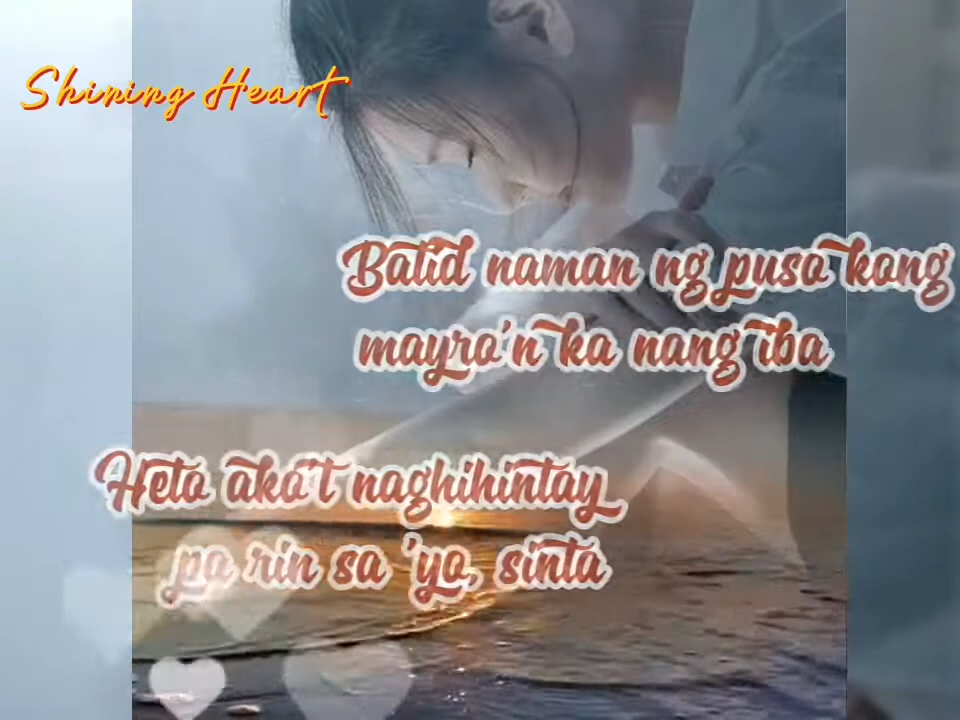 Shining Heart
Batid naman ng puso kong
mayro'n ka nang iba
Heto ako't naghihintay
pa rin sa 'yo, sinta